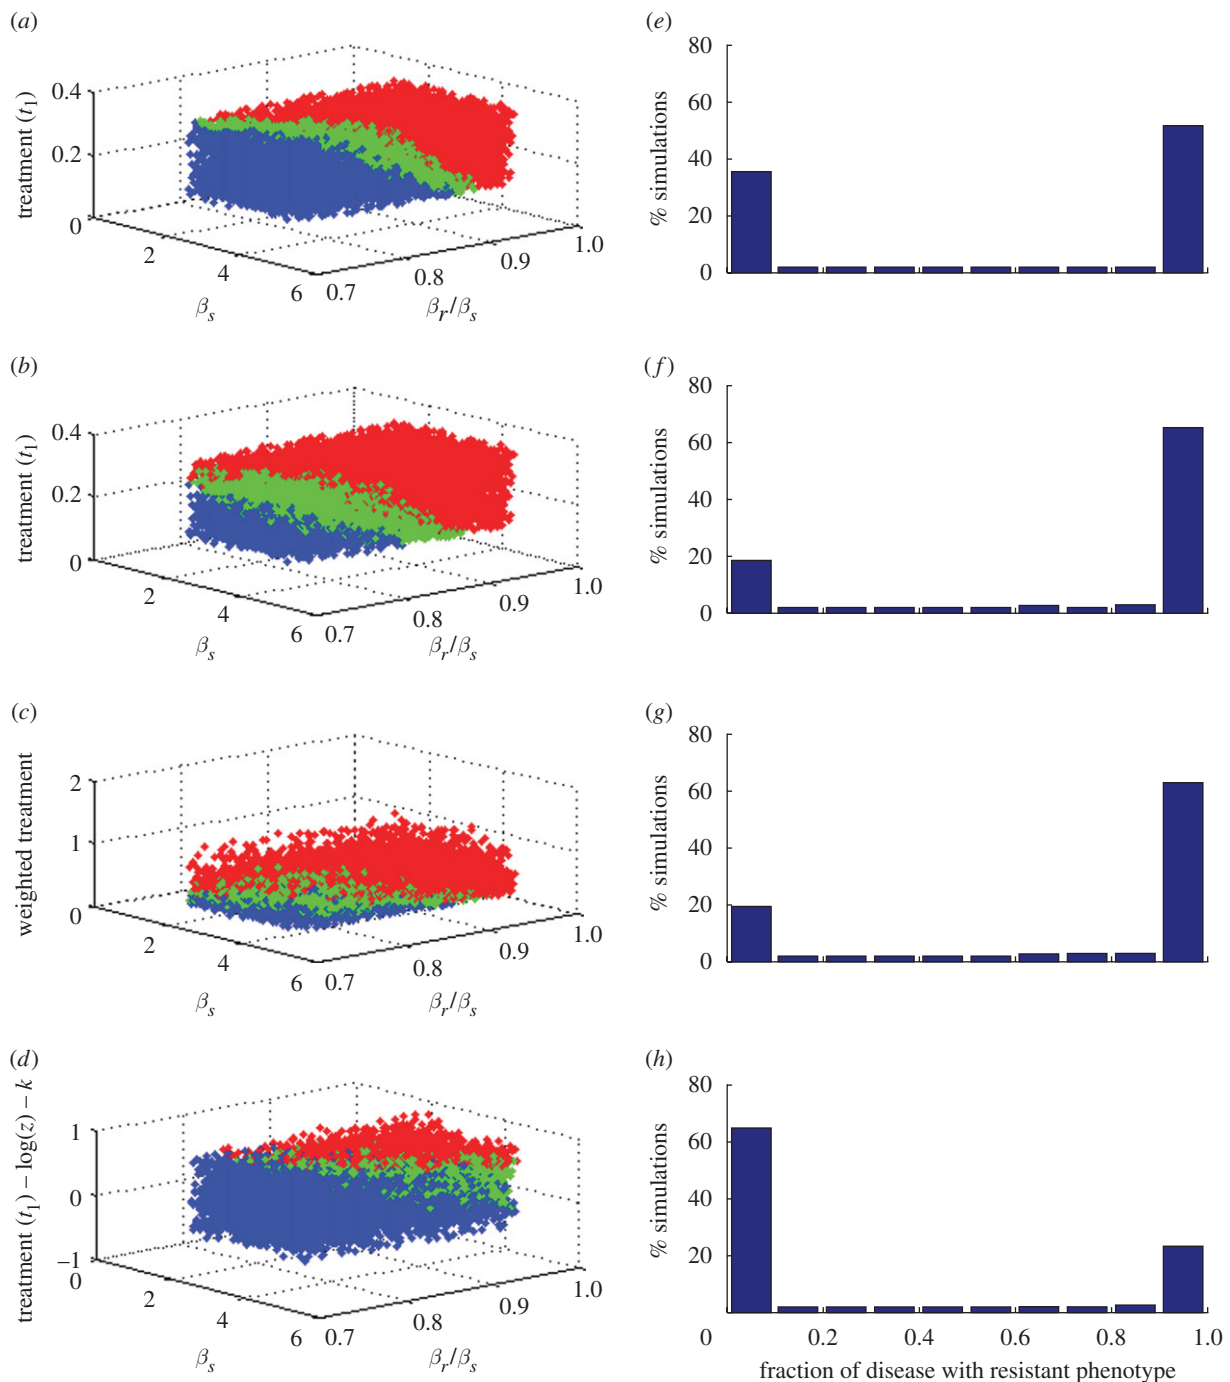 (a)
treatment (t1)
0.4
0.2
0
2
4
6
βs
0.7
0.8
0.9
1.0
βr/βs
(e)
% simulations
80
60
40
20
0
(b)
treatment (t1)
0.4
0.2
0
2
4
6
βs
0.7
0.8
0.9
1.0
βr/βs
(f)
% simulations
80
60
40
20
0
(c)
weighted treatment
2
1
0
2
4
6
βs
0.7
0.8
0.9
1.0
βr/βs
(g)
% simulations
80
60
40
20
0
(d)
treatment (t1) – log(z) – k
1
0
–1
0
2
4
6
βs
0.7
0.8
0.9
1.0
βr/βs
(h)
% simulations
80
60
40
20
0 0.2 0.4 0.6 0.8 1.0
fraction of disease with resistant phenotype